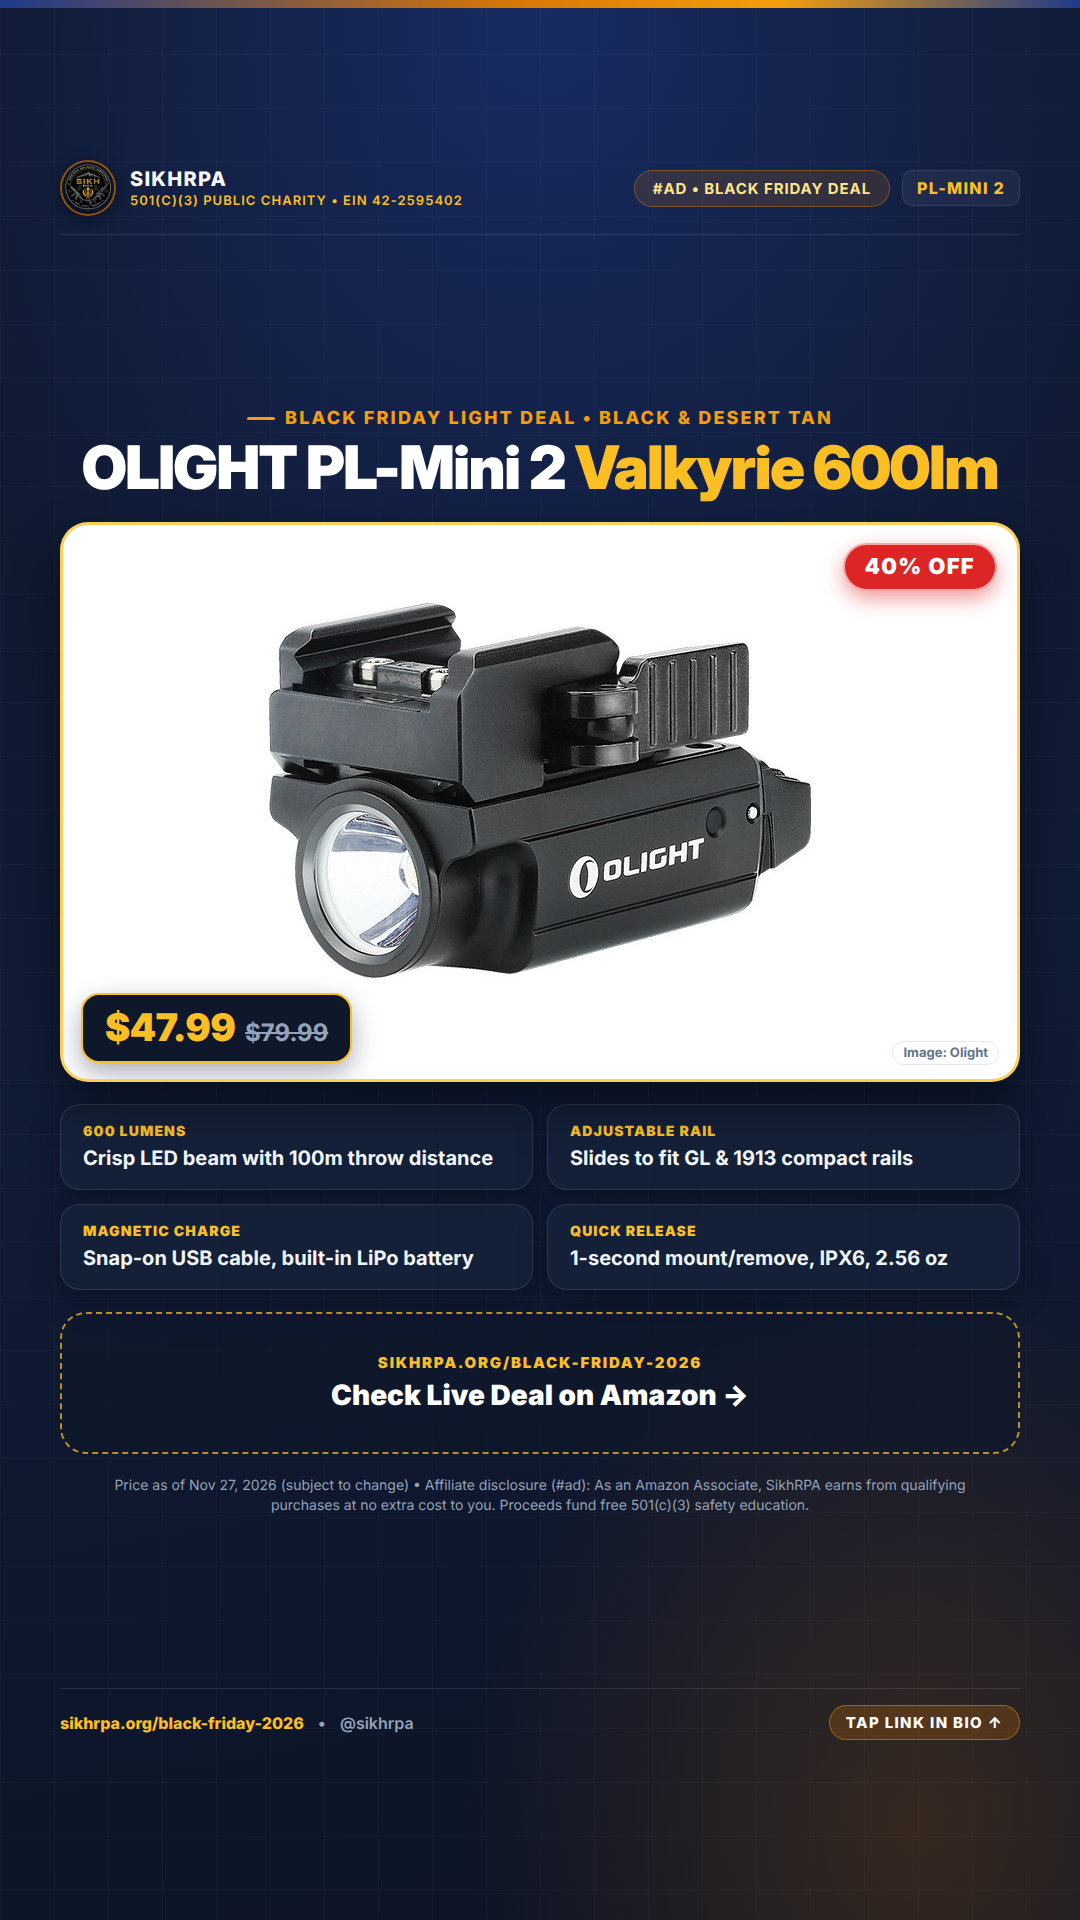 SIKH
SIKHRPA
501(C)(3) PUBLIC CHARITY • EIN 42-2595402
#AD • BLACK FRIDAY DEAL
PL-MINI 2
BLACK FRIDAY LIGHT DEAL • BLACK & DESERT TAN
OLIGHT PL-Mini 2 Valkyrie 600lm
40% OFF
OLIGHT
$47.99 $79.99
Image: Olight
600 LUMENS
Crisp LED beam with 100m throw distance
ADJUSTABLE RAIL
Slides to fit GL & 1913 compact rails
MAGNETIC CHARGE
Snap-on USB cable, built-in LiPo battery
QUICK RELEASE
1-second mount/remove, IPX6, 2.56 oz
SIKHRPA.ORG/BLACK-FRIDAY-2026
Check Live Deal on Amazon →
Price as of Nov 27, 2026 (subject to change) • Affiliate disclosure (#ad): As an Amazon Associate, SikhRPA earns from qualifying
purchases at no extra cost to you. Proceeds fund free 501(c)(3) safety education.
sikhrpa.org/black-friday-2026 • @sikhrpa
TAP LINK IN BIO ↑